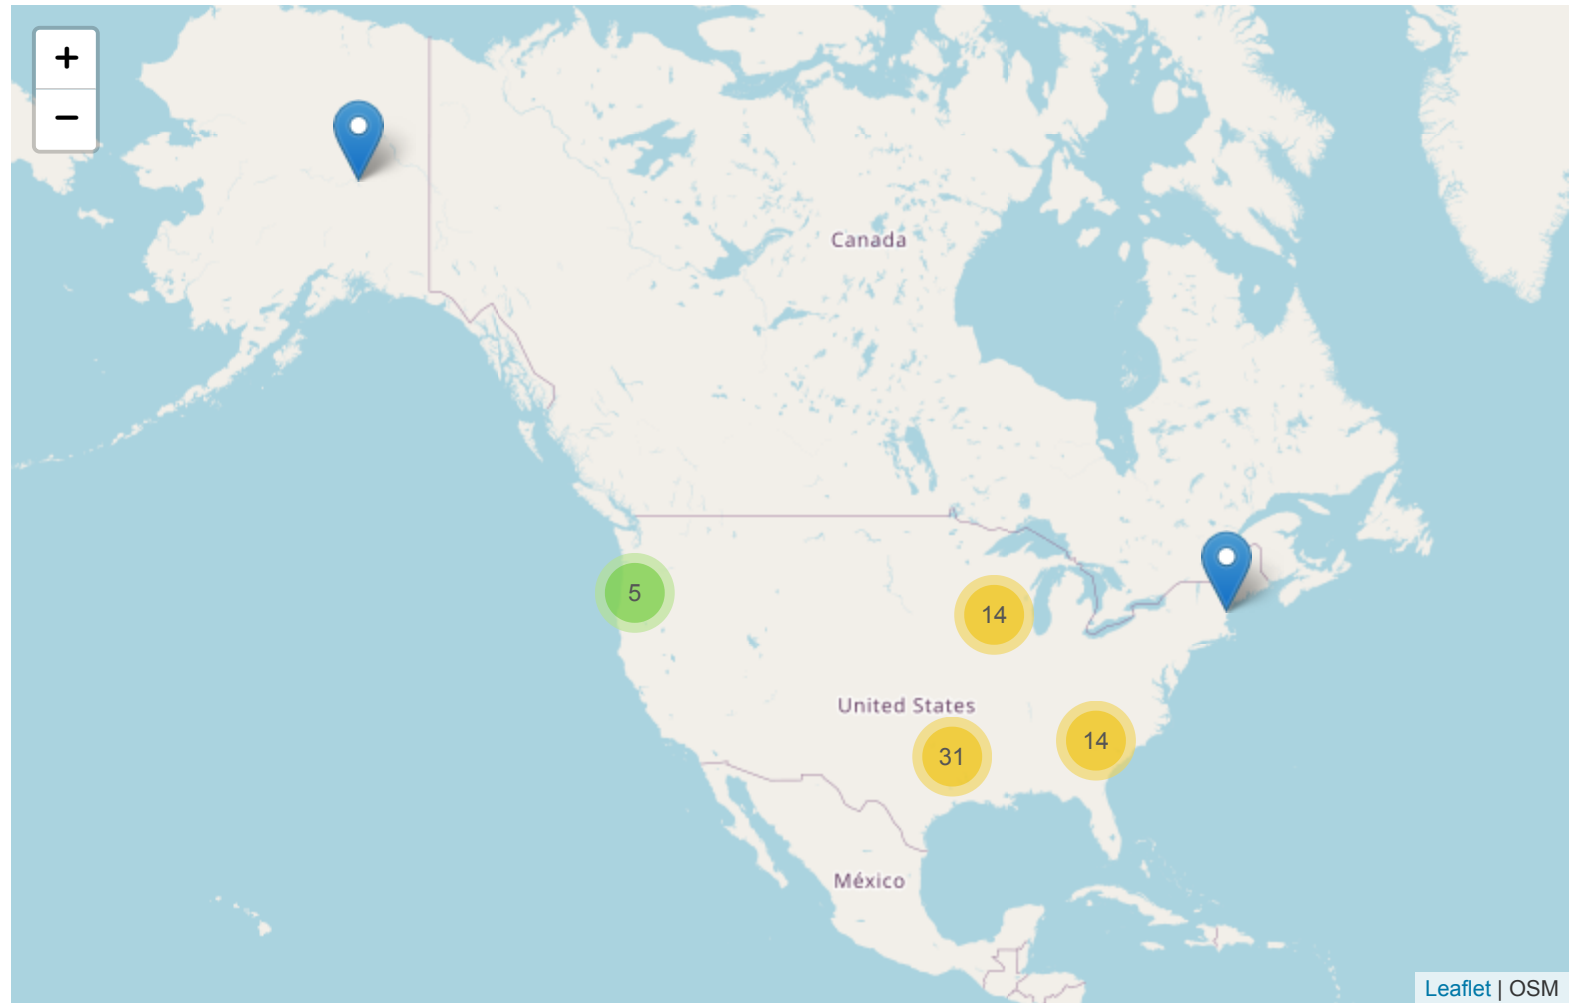 +
−
Canada
5
14
United States
14
31
México
Leaflet | OSM